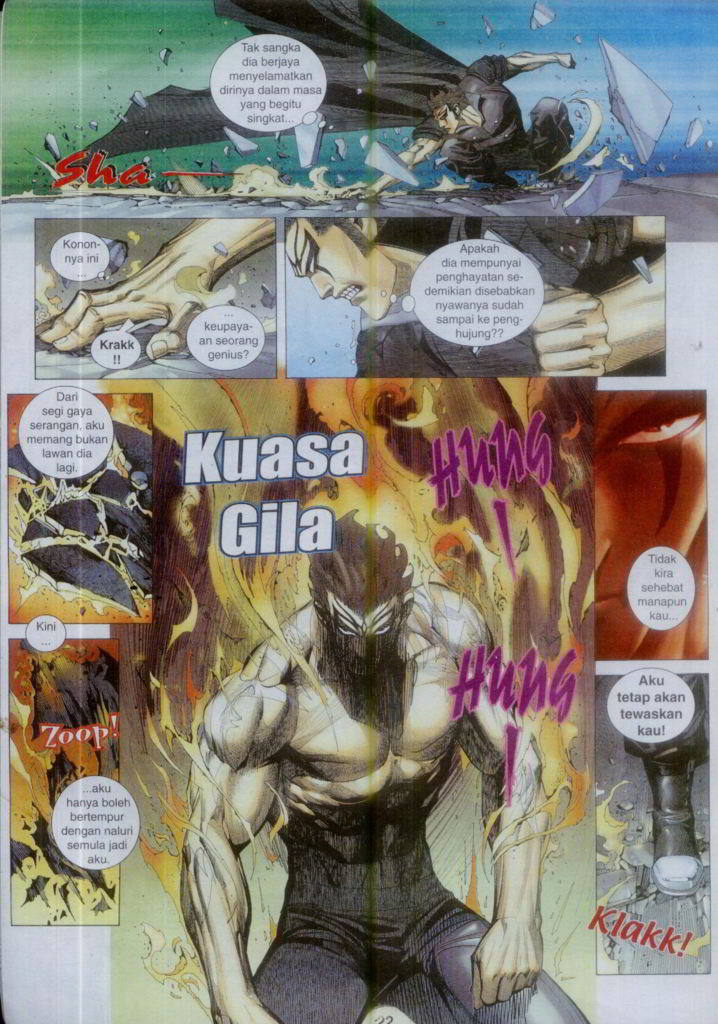 Tak sangka
dia berjaya
menyelamatkan
dirinya dalam masa
yang begitu
singkat...
Sha—
Konon-
nya ini
...
Krakk
!!
...
keupayaa-
an seorang
genius?
Apakah
dia mempunyai
penghayatan se-
demikian disebabkan
nyawanya sudah
sampai ke peng-
hujung??
Dari
segi gaya
serangan, aku
memang bukan
lawan dia
lagi.
Kuasa
Gila
HUNG
!
HUNG
!
Kini
...
Zoop!
...aku
hanya boleh
bertempur
dengan naluri
semula jadi
aku.
Tidak
kira
sehebat
manapun
kau...
Aku
tetap akan
tewaskan
kau!
Klakk!
22